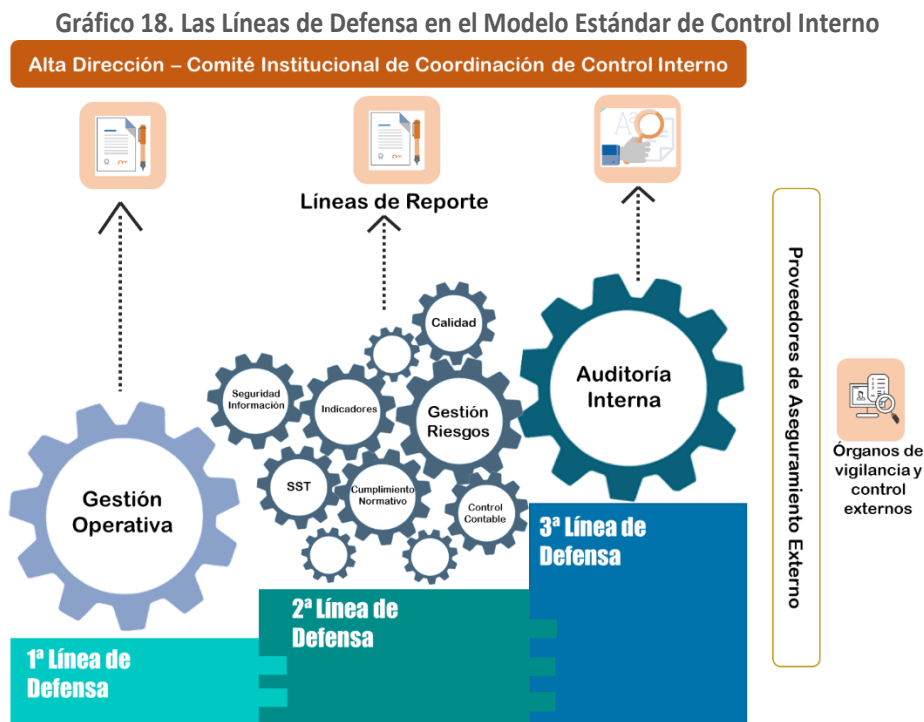 Gráfico 18. Las Líneas de Defensa en el Modelo Estándar de Control Interno
Alta Dirección – Comité Institucional de Coordinación de Control Interno
Líneas de Reporte
Calidad
Seguridad
Información
Indicadores
Gestión
Riesgos
SST
Cumplimiento
Normativo
Control
Contable
Gestión
Operativa
Auditoría
Interna
1ª Línea de
Defensa
2ª Línea de
Defensa
3ª Línea de
Defensa
Proveedores de Aseguramiento Externo
Órganos de
vigilancia y
control
externos